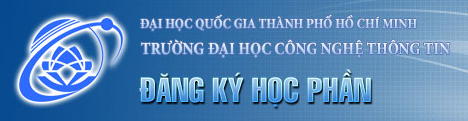 ĐẠI HỌC QUỐC GIA THÀNH PHỐ HỒ CHÍ MINH
TRƯỜNG ĐẠI HỌC CÔNG NGHỆ THÔNG TIN
ĐĂNG KÝ HỌC PHẦN